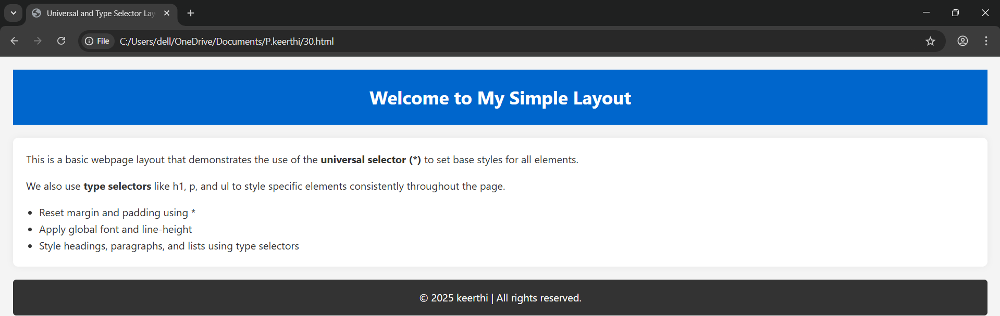 Universal and Type Selector Lay
File C:/Users/dell/OneDrive/Documents/P.keerthi/30.html
Welcome to My Simple Layout
This is a basic webpage layout that demonstrates the use of the universal selector (*) to set base styles for all elements.
We also use type selectors like h1, p, and ul to style specific elements consistently throughout the page.
• Reset margin and padding using *
• Apply global font and line-height
• Style headings, paragraphs, and lists using type selectors
© 2025 keerthi | All rights reserved.